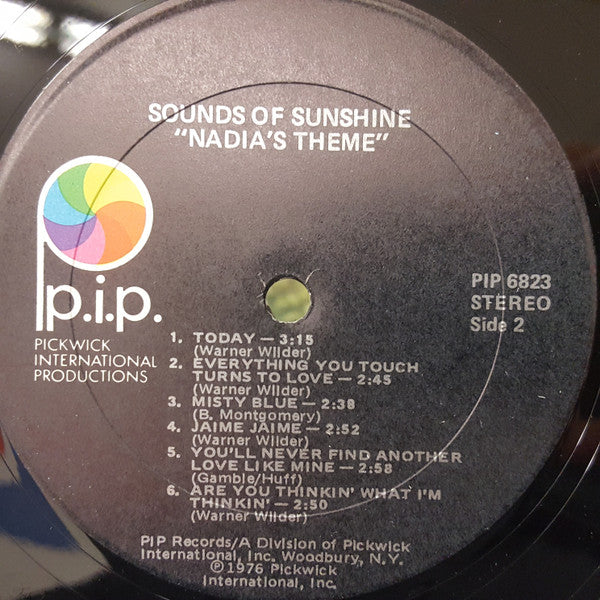 SOUNDS OF SUNSHINE
"NADIA'S THEME"
p.i.p.
PICKWICK
INTERNATIONAL
PRODUCTIONS
PIP 6823
STEREO
Side 2
1. TODAY — 3:15
(Warner Wilder)
2. EVERYTHING YOU TOUCH
TURNS TO LOVE — 2:45
(Warner Wilder)
3. MISTY BLUE — 2:38
(B. Montgomery)
4. JAIME JAIME — 2:52
(Warner Wilder)
5. YOU'LL NEVER FIND ANOTHER
LOVE LIKE MINE — 2:58
(Gamble/Huff)
6. ARE YOU THINKIN' WHAT I'M
THINKIN' — 2:50
(Warner Wilder)
PIP Records/A Division of Pickwick
International, Inc. Woodbury, N.Y.
℗1976 Pickwick
International, Inc.